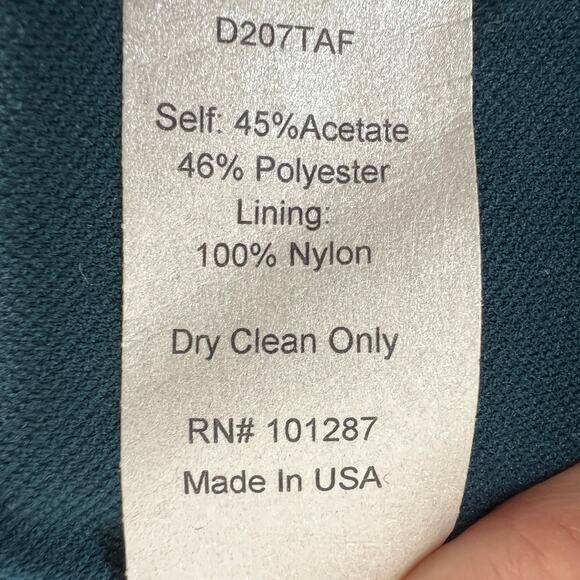 D207TAF
Self: 45%Acetate
46% Polyester
Lining:
100% Nylon
Dry Clean Only
RN# 101287
Made In USA